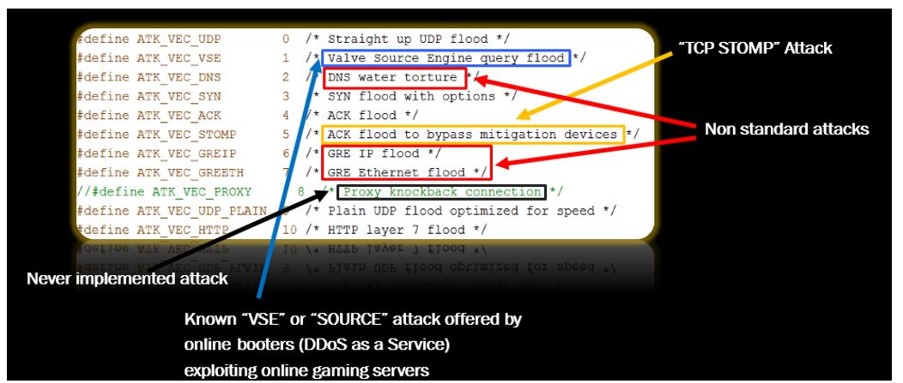 #define ATK_VEC_UDP 0 /* Straight up UDP flood */
#define ATK_VEC_VSE 1 /* Valve Source Engine query flood */
#define ATK_VEC_DNS 2 /* DNS water torture */
#define ATK_VEC_SYN 3 /* SYN flood with options */
#define ATK_VEC_ACK 4 /* ACK flood */
#define ATK_VEC_STOMP 5 /* ACK flood to bypass mitigation devices */
#define ATK_VEC_GREIP 6 /* GRE IP flood */
#define ATK_VEC_GREETH 7 /* GRE Ethernet flood */
//#define ATK_VEC_PROXY 8 /* Proxy knockback connection */
#define ATK_VEC_UDP_PLAIN 9 /* Plain UDP flood optimized for speed */
#define ATK_VEC_HTTP 10 /* HTTP layer 7 flood */
“TCP STOMP” Attack
Non standard attacks
Never implemented attack
Known “VSE” or “SOURCE” attack offered by
online booters (DDoS as a Service)
exploiting online gaming servers